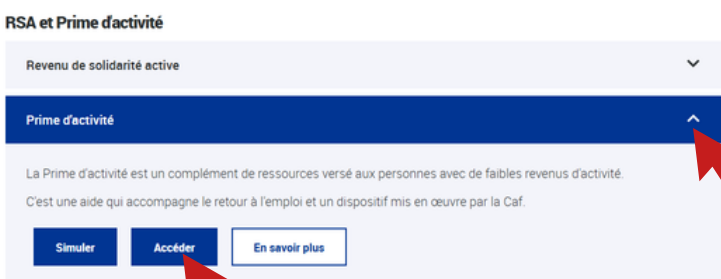 RSA et Prime d'activité
Revenu de solidarité active
Prime d'activité
La Prime d'activité est un complément de ressources versé aux personnes avec de faibles revenus d'activité.
C'est une aide qui accompagne le retour à l'emploi et un dispositif mis en œuvre par la Caf.
Simuler Accéder En savoir plus